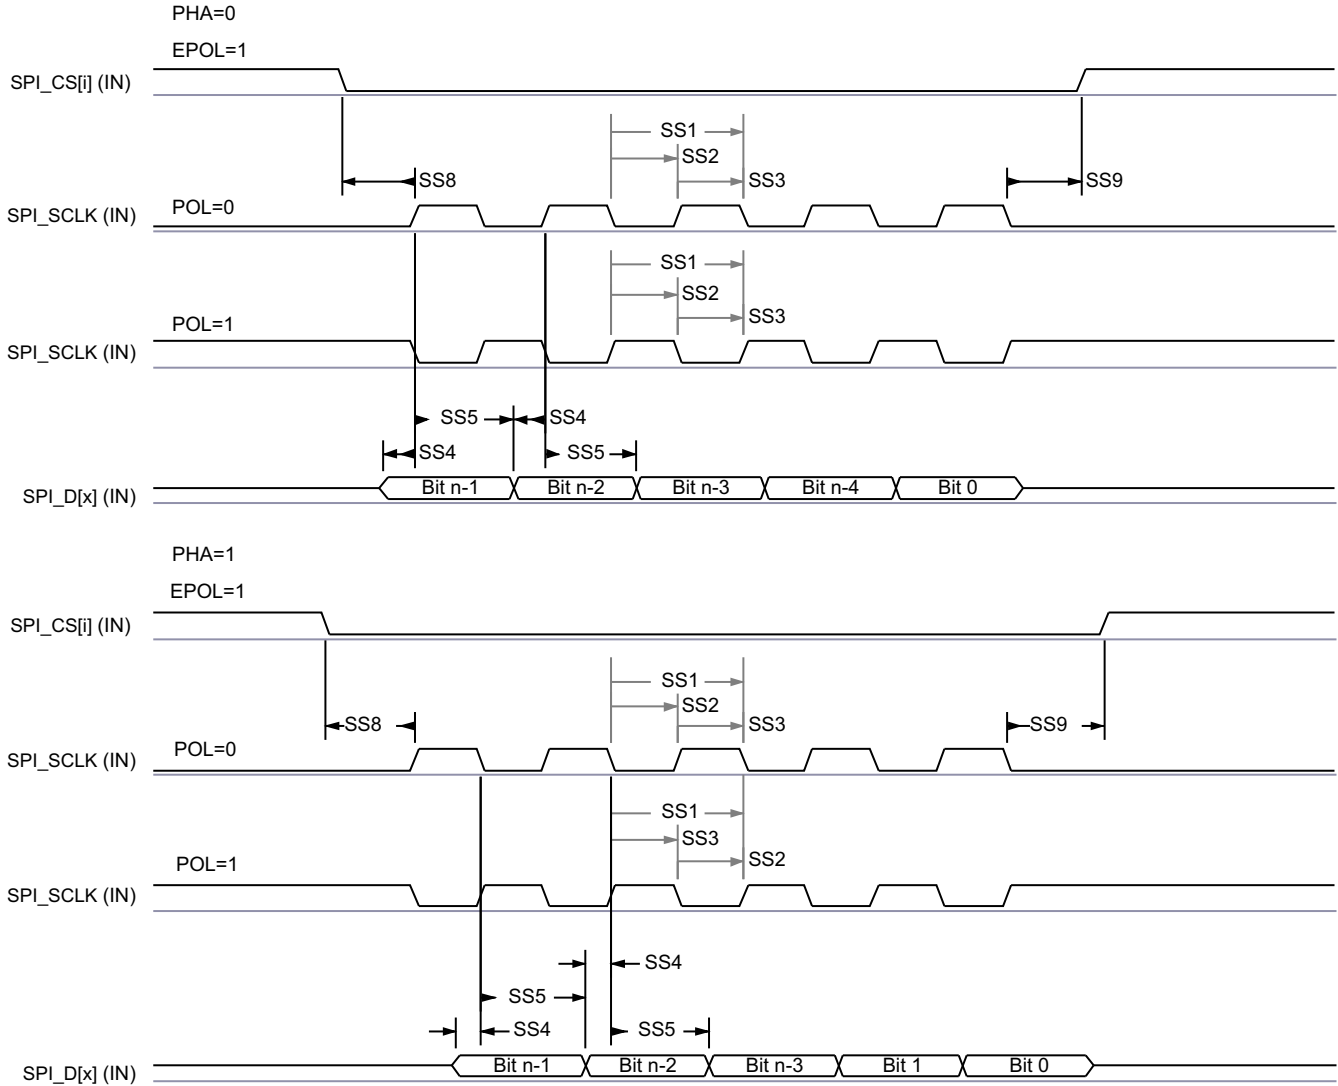 PHA=0
EPOL=1
SPI_CS[i] (IN)
SS1
SS2
SS8
SS3
SS9
POL=0
SPI_SCLK (IN)
SS1
SS2
SS3
POL=1
SPI_SCLK (IN)
SS5
SS4
SS4
SS5
SPI_D[x] (IN)
Bit n-1
Bit n-2
Bit n-3
Bit n-4
Bit 0
PHA=1
EPOL=1
SPI_CS[i] (IN)
SS1
SS2
SS8
SS3
SS9
POL=0
SPI_SCLK (IN)
SS1
SS3
SS2
POL=1
SPI_SCLK (IN)
SS4
SS5
SS4
SS5
SPI_D[x] (IN)
Bit n-1
Bit n-2
Bit n-3
Bit 1
Bit 0